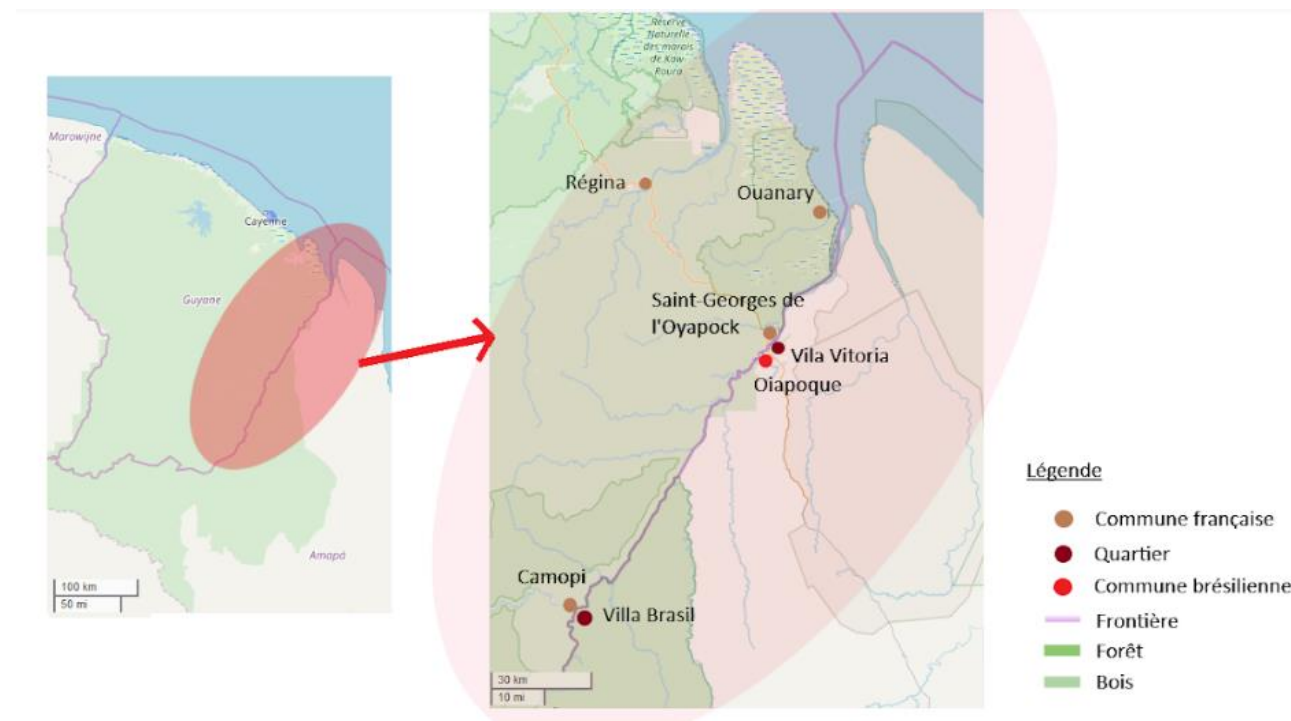 Marowijne
Cayenne
Guyane
Amapá
100 km
50 mi
Réserve
Naturelle
des marais
de Kaw
Roura
Régina
Ouanary
Saint-Georges de
l'Oyapock
Vila Vitoria
Oiapoque
Camopi
Villa Brasil
30 km
10 mi
Légende
Commune française
Quartier
Commune brésilienne
Frontière
Forêt
Bois